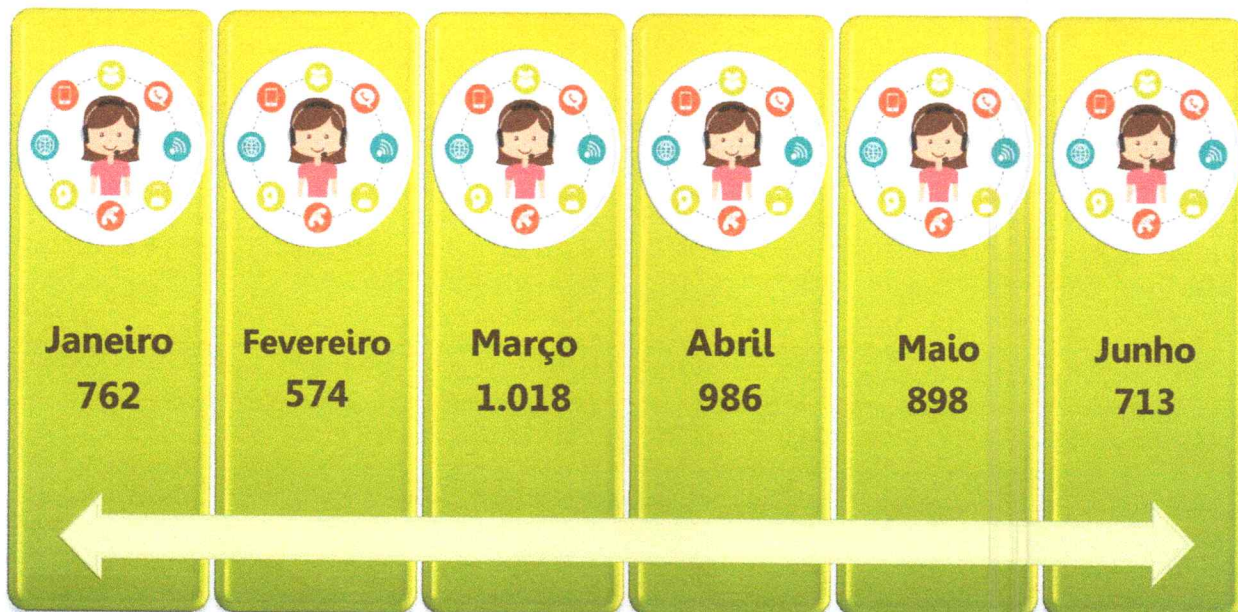 Janeiro
762
Fevereiro
574
Março
1.018
Abril
986
Maio
898
Junho
713